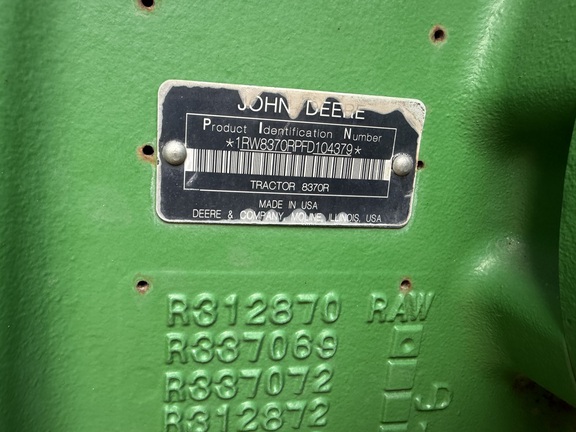 JOHN DEERE
Product Identification Number
*1RW8370RPFD104379*
TRACTOR 8370R
MADE IN USA
DEERE & COMPANY MOLINE ILLINOIS, USA
R312870 RAW
R337069
R337072
R312872